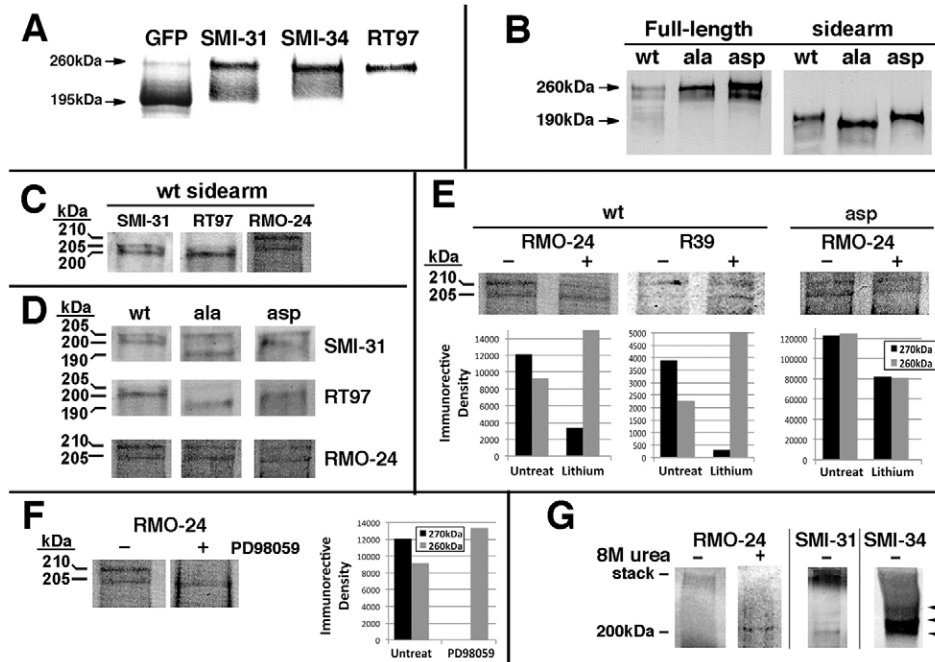 A
GFP SMI-31 SMI-34 RT97
260kDa
195kDa
B
Full-length sidearm
wt ala asp wt ala asp
260kDa
190kDa
C
wt sidearm
kDa SMI-31 RT97 RMO-24
210
205
200
D
kDa wt ala asp
205
200
190
SMI-31
205
200
190
RT97
210
205
RMO-24
E
wt asp
RMO-24 R39 RMO-24
kDa − + − + − +
210
205
Immunorective Density
12000
10000
8000
6000
4000
2000
0
14000
Untreat Lithium
5000
4500
4000
3500
3000
2500
2000
1500
1000
500
0
Untreat Lithium
120000
100000
80000
60000
40000
20000
0
270kDa
260kDa
Untreat Lithium
F
RMO-24
kDa − + PD98059
210
205
Immunorective Density
14000
12000
10000
8000
6000
4000
2000
0
270kDa
260kDa
Untreat PD98059
G
RMO-24 SMI-31 SMI-34
8M urea − + − −
stack
200kDa